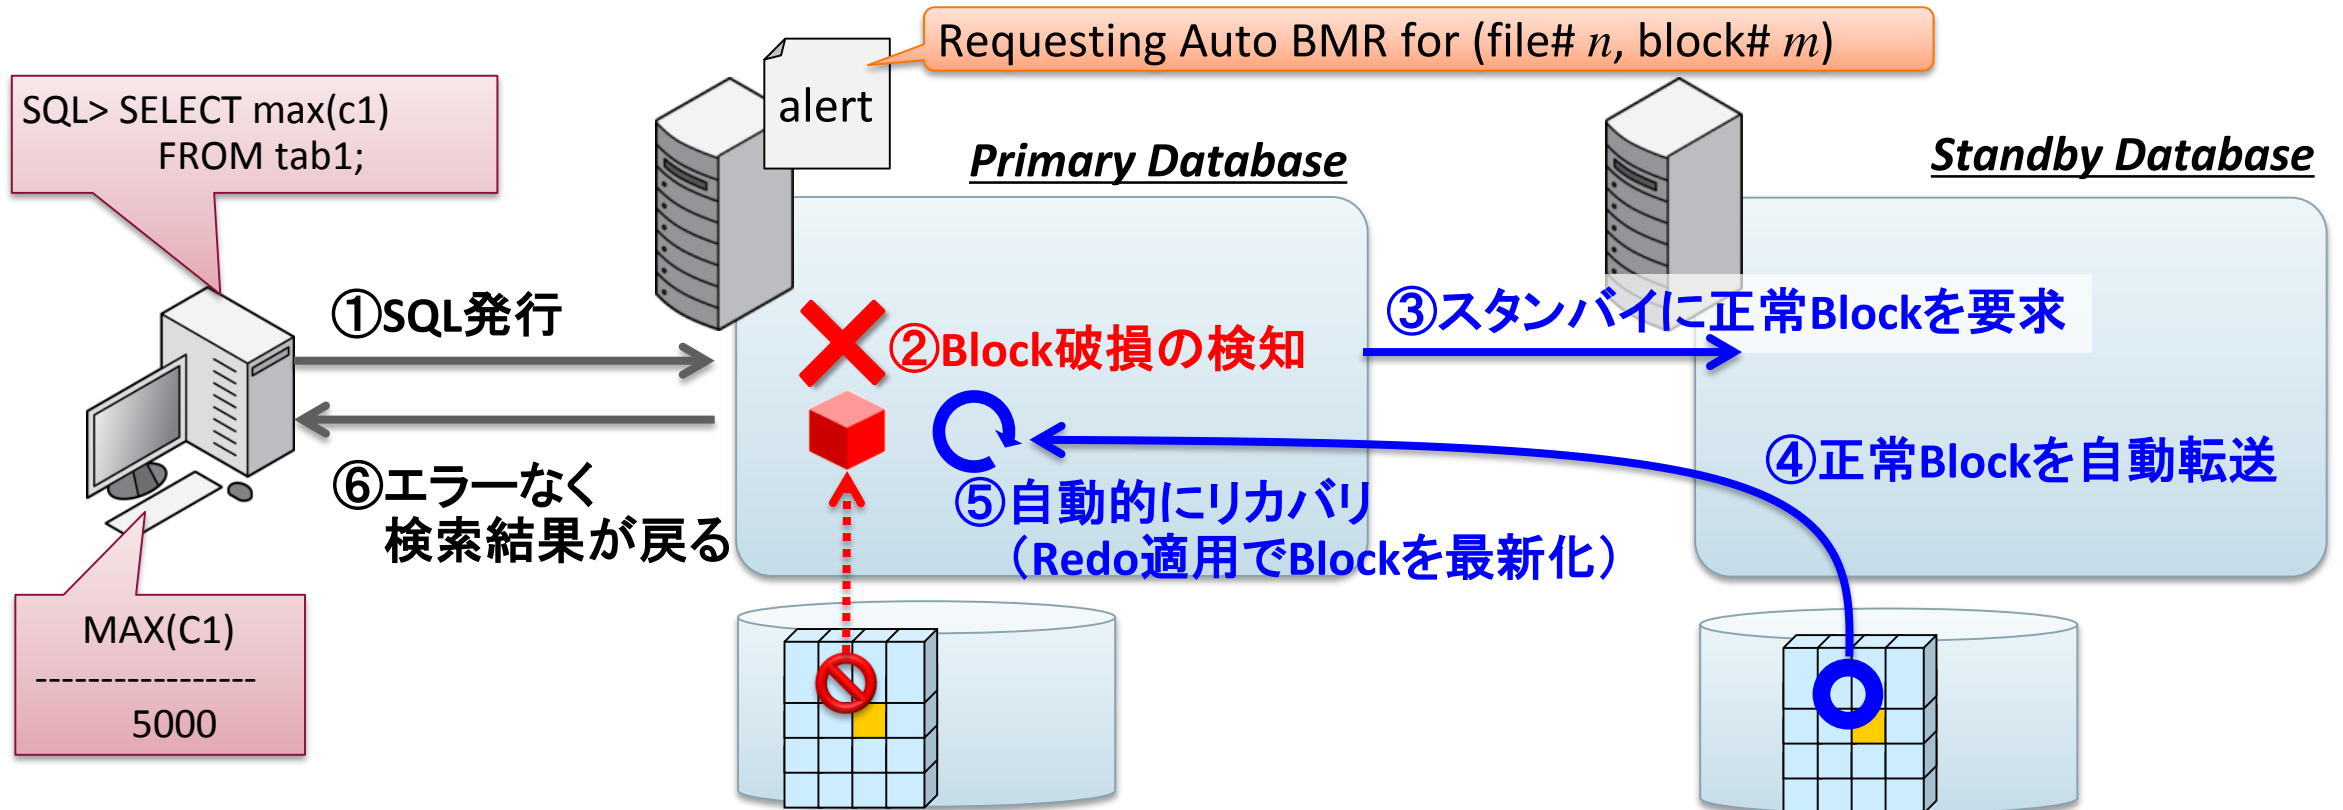 Requesting Auto BMR for (file# n, block# m)
alert
SQL> SELECT max(c1)
FROM tab1;
Primary Database
Standby Database
①SQL発行
②Block破損の検知
③スタンバイに正常Blockを要求
④正常Blockを自動転送
⑤自動的にリカバリ
（Redo適用でBlockを最新化）
⑥エラーなく
検索結果が戻る
MAX(C1)
-----------------
5000